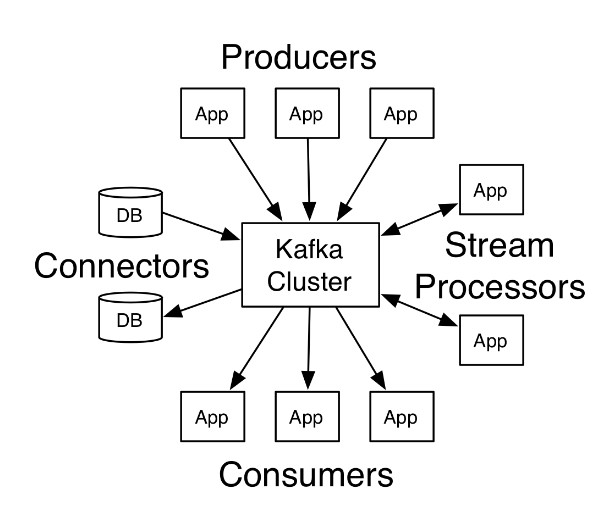 Producers
App
App
App
DB
App
Kafka
Cluster
Connectors
Stream
Processors
DB
App
App
App
App
Consumers